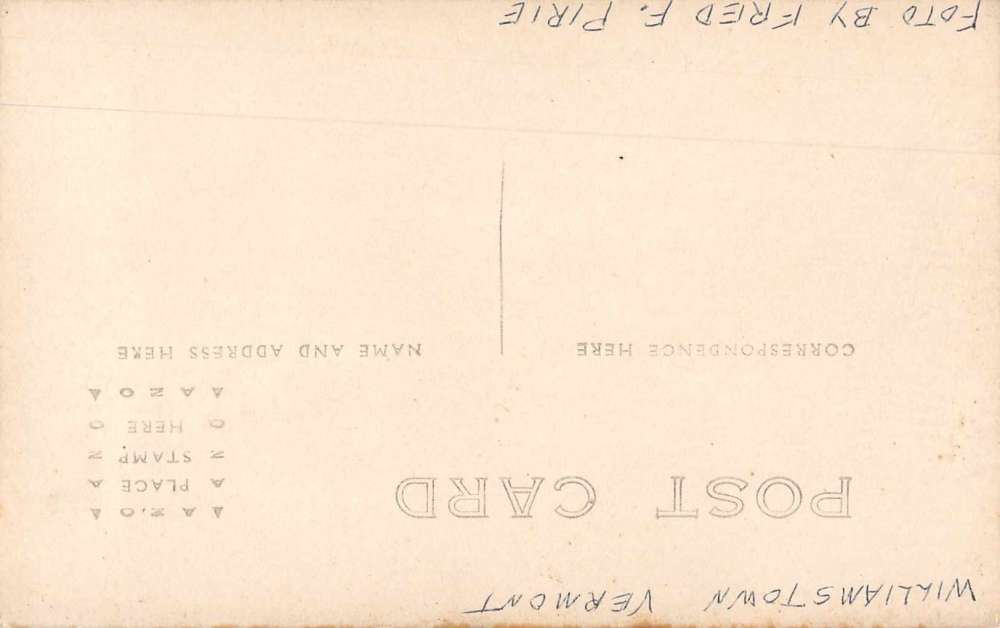 WILLIAMSTOWN VERMONT
POST CARD
▲ A Z O ▲
A PLACE A
Z STAMP Z
O HERE O
▲ A Z O ▲
CORRESPONDENCE HERE
NAME AND ADDRESS HERE
FOTO BY FRED F. PIRIE